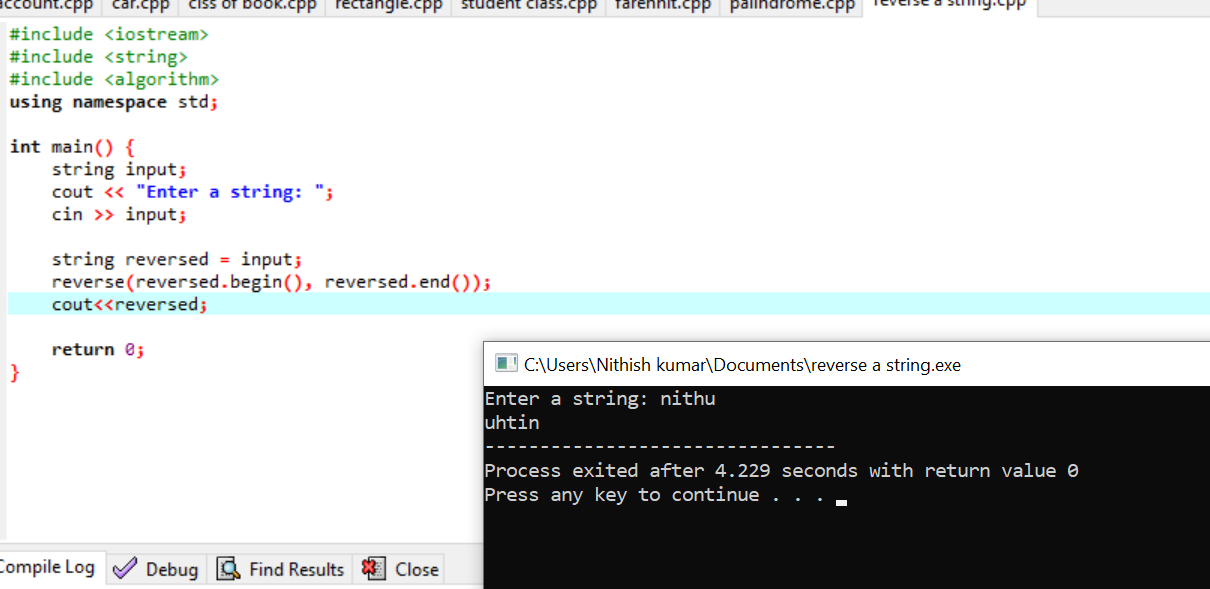 account.cpp car.cpp ciss of book.cpp rectangle.cpp student class.cpp farenhit.cpp palindrome.cpp reverse a string.cpp
#include <iostream>
#include <string>
#include <algorithm>
using namespace std;
int main() {
string input;
cout << "Enter a string: ";
cin >> input;
string reversed = input;
reverse(reversed.begin(), reversed.end());
cout<<reversed;
return 0;
}
C:\Users\Nithish kumar\Documents\reverse a string.exe
Enter a string: nithu
uhtin
--------------------------------
Process exited after 4.229 seconds with return value 0
Press any key to continue . . .
Compile Log Debug Find Results Close